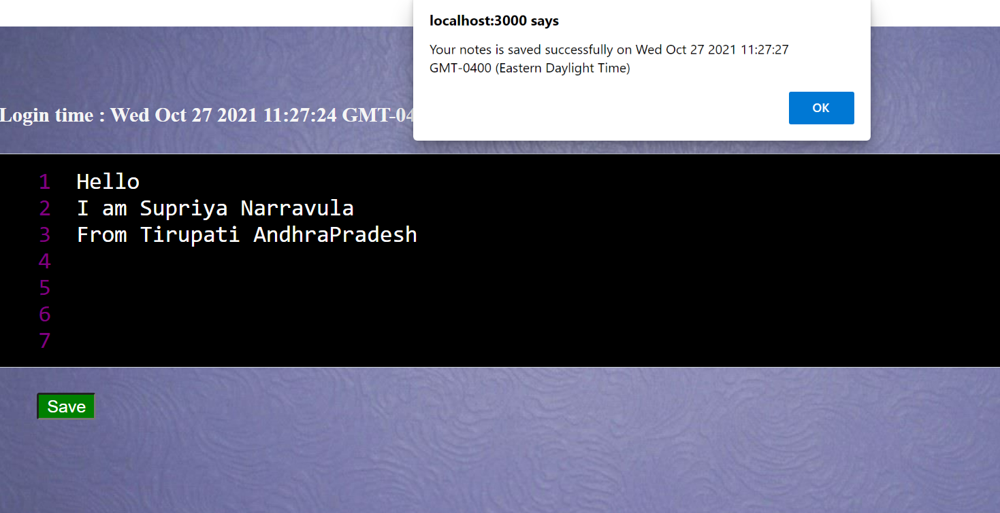 localhost:3000 says
Your notes is saved successfully on Wed Oct 27 2021 11:27:27
GMT-0400 (Eastern Daylight Time)
OK
Login time : Wed Oct 27 2021 11:27:24 GMT-04
1 Hello
2 I am Supriya Narravula
3 From Tirupati AndhraPradesh
4
5
6
7
Save